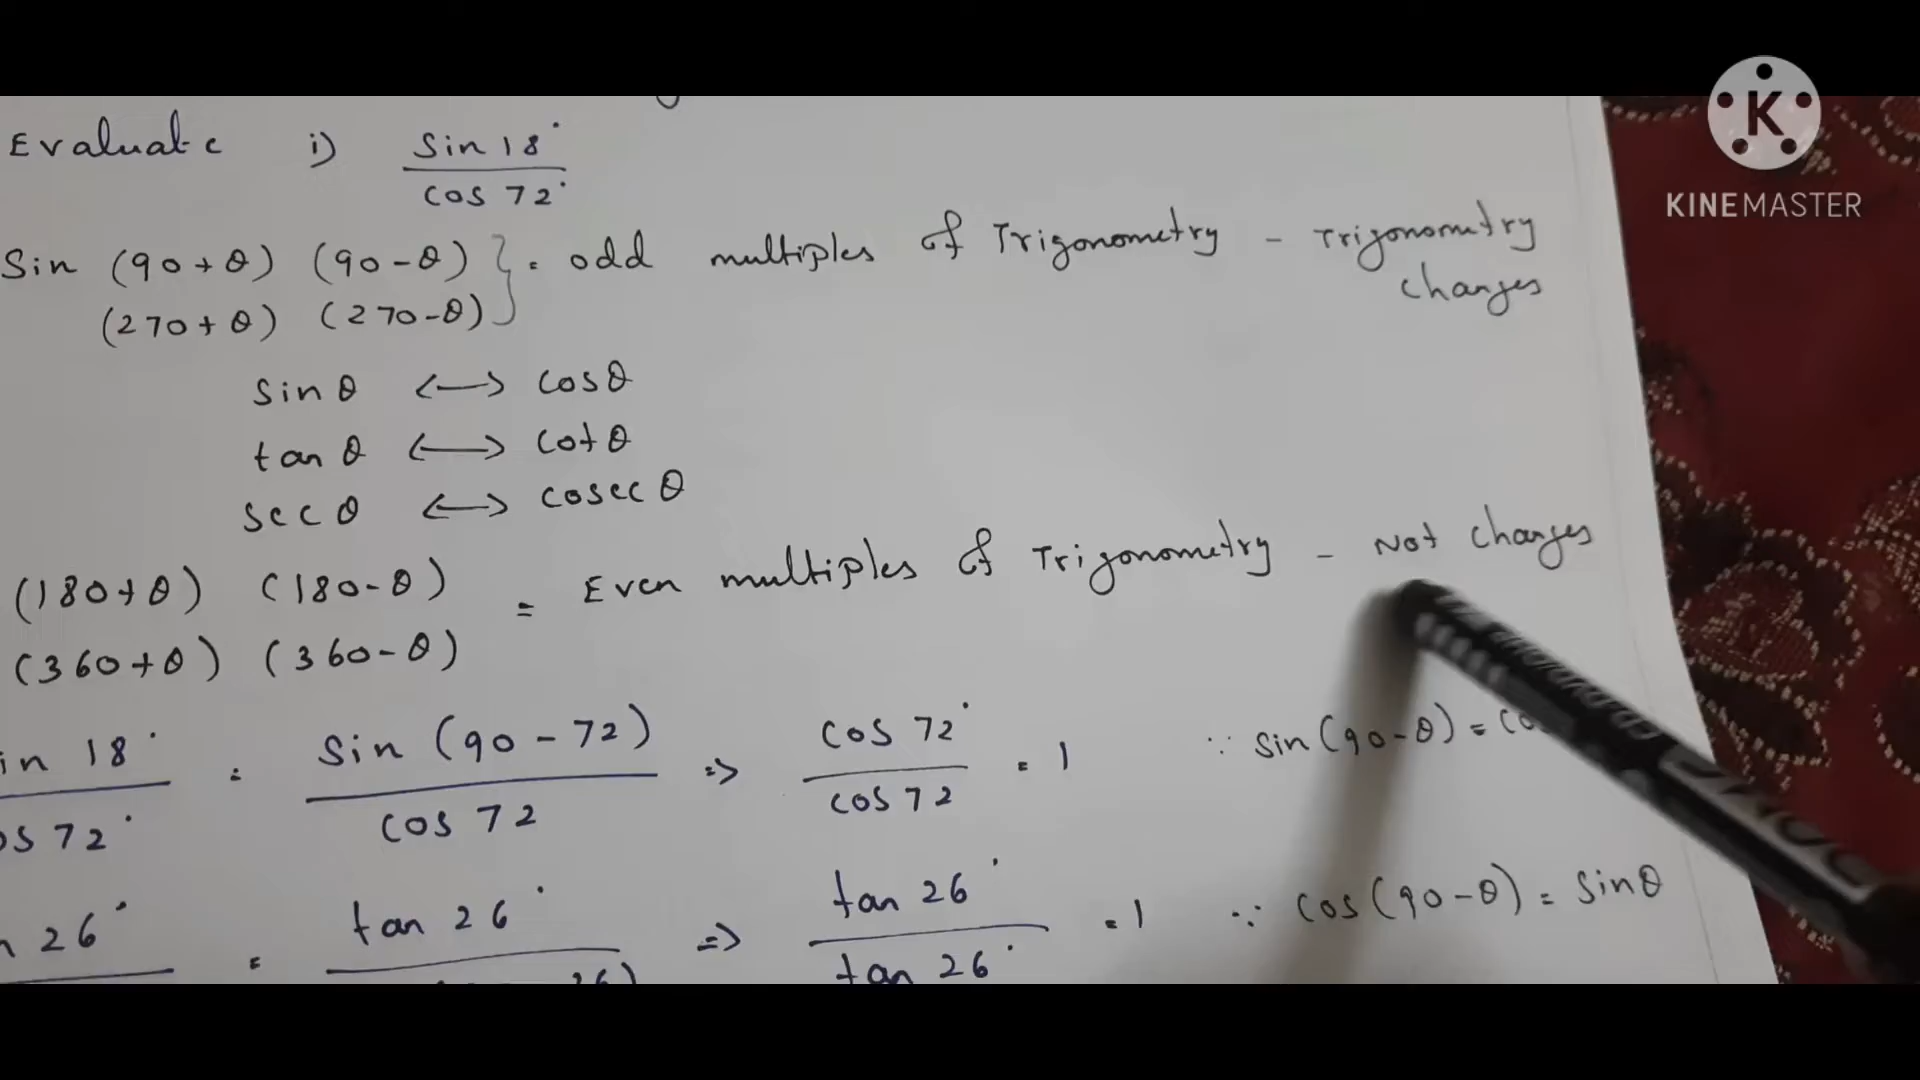 Evaluate i) sin 18° / cos 72°
Sin (90+θ) (90-θ) } = odd multiples of Trigonometry - Trigonometry changes
(270+θ) (270-θ)
sin θ <—> cos θ
tan θ <—> cot θ
sec θ <—> cosec θ
(180+θ) (180-θ) = Even multiples of Trigonometry - Not changes
(360+θ) (360-θ)
in 18° / os 72° = Sin (90-72) / cos 72 => cos 72° / cos 72 = 1 ∵ sin(90-θ) = co
n 26° = tan 26° / 26) => tan 26° / tan 26° = 1 ∵ cos(90-θ) = sinθ
K
KINEMASTER